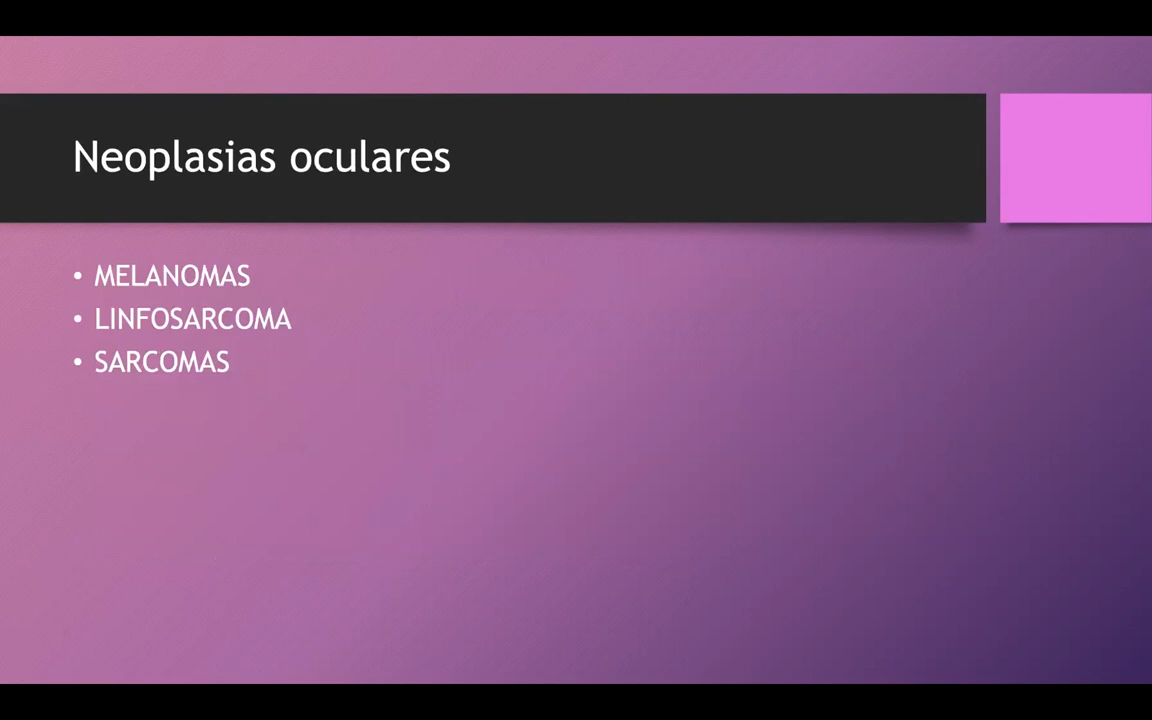 Neoplasias oculares
• MELANOMAS
• LINFOSARCOMA
• SARCOMAS